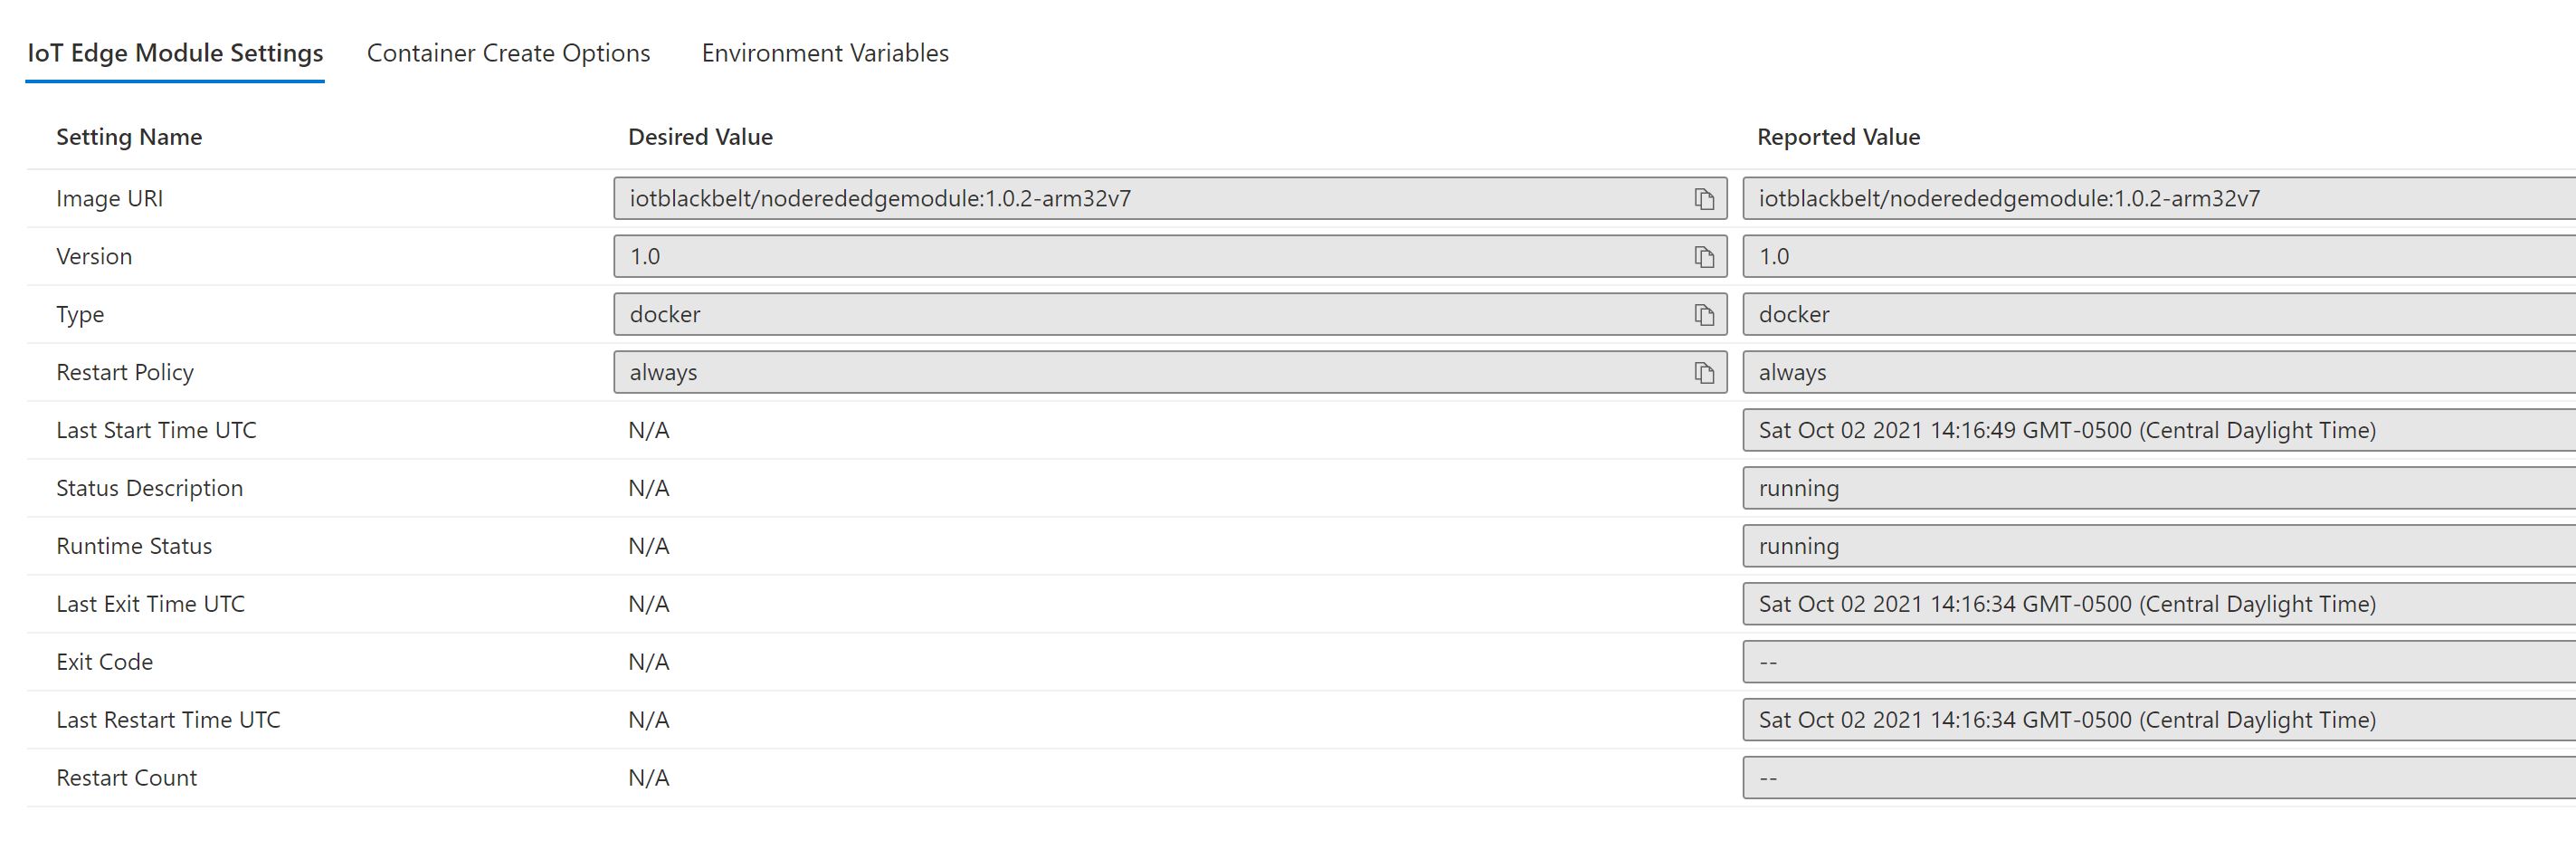 IoT Edge Module Settings Container Create Options Environment Variables
Setting Name Desired Value Reported Value
Image URI iotblackbelt/noderededgemodule:1.0.2-arm32v7 iotblackbelt/noderededgemodule:1.0.2-arm32v7
Version 1.0 1.0
Type docker docker
Restart Policy always always
Last Start Time UTC N/A Sat Oct 02 2021 14:16:49 GMT-0500 (Central Daylight Time)
Status Description N/A running
Runtime Status N/A running
Last Exit Time UTC N/A Sat Oct 02 2021 14:16:34 GMT-0500 (Central Daylight Time)
Exit Code N/A --
Last Restart Time UTC N/A Sat Oct 02 2021 14:16:34 GMT-0500 (Central Daylight Time)
Restart Count N/A --